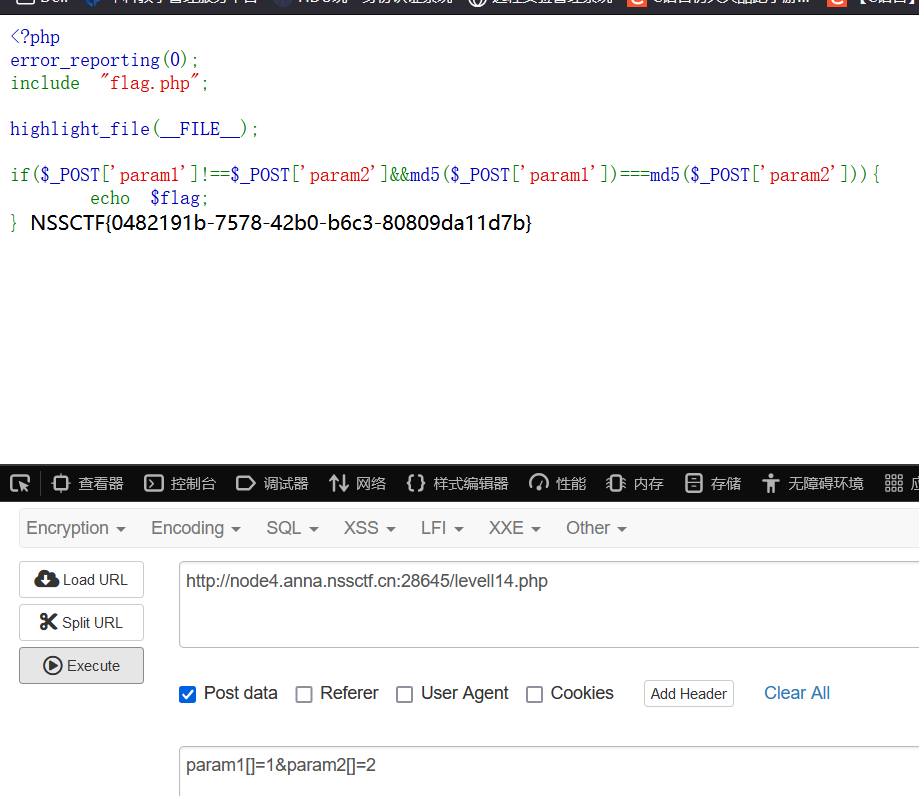 <?php
error_reporting(0);
include "flag.php";
highlight_file(__FILE__);
if($_POST['param1']!==$_POST['param2']&&md5($_POST['param1'])===md5($_POST['param2'])){
echo $flag;
} NSSCTF{0482191b-7578-42b0-b6c3-80809da11d7b}
查看器 控制台 调试器 网络 样式编辑器 性能 内存 存储 无障碍环境
Encryption Encoding SQL XSS LFI XXE Other
Load URL
http://node4.anna.nssctf.cn:28645/levell14.php
Split URL
Execute
Post data Referer User Agent Cookies Add Header Clear All
param1[]=1&param2[]=2